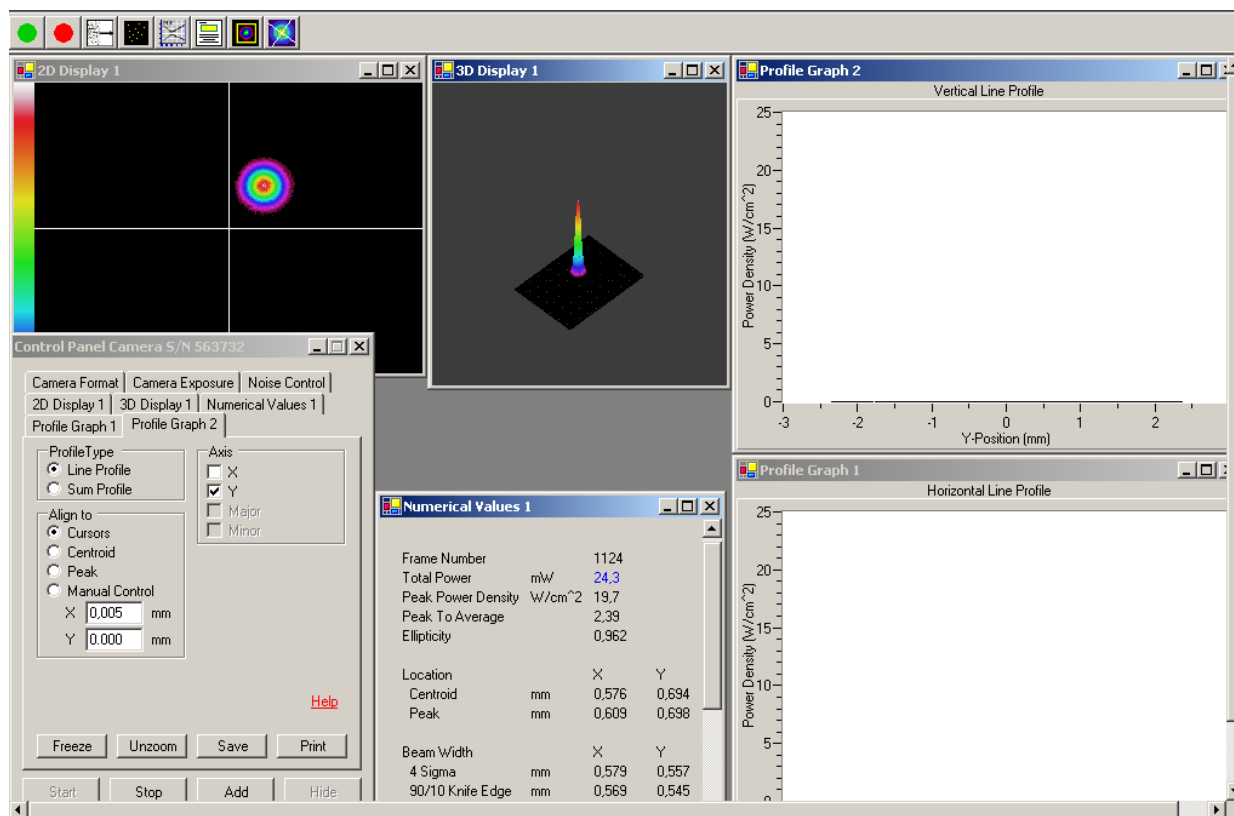 2D Display 1
3D Display 1
Profile Graph 2
Vertical Line Profile
25
20
15
10
5
0
Power Density (W/cm^2)
-3 -2 -1 0 1 2
Y-Position (mm)
Control Panel Camera S/N 563732
Camera Format Camera Exposure Noise Control
2D Display 1 3D Display 1 Numerical Values 1
Profile Graph 1 Profile Graph 2
ProfileType
Line Profile
Sum Profile
Axis
X
Y
Major
Minor
Align to
Cursors
Centroid
Peak
Manual Control
X 0,005 mm
Y 0.000 mm
Help
Freeze Unzoom Save Print
Start Stop Add Hide
Numerical Values 1
Frame Number 1124
Total Power mW 24,3
Peak Power Density W/cm^2 19,7
Peak To Average 2,39
Ellipticity 0,962
Location X Y
Centroid mm 0,576 0,694
Peak mm 0,609 0,698
Beam Width X Y
4 Sigma mm 0,579 0,557
90/10 Knife Edge mm 0,569 0,545
Profile Graph 1
Horizontal Line Profile
25
20
15
10
5
0
Power Density (W/cm^2)